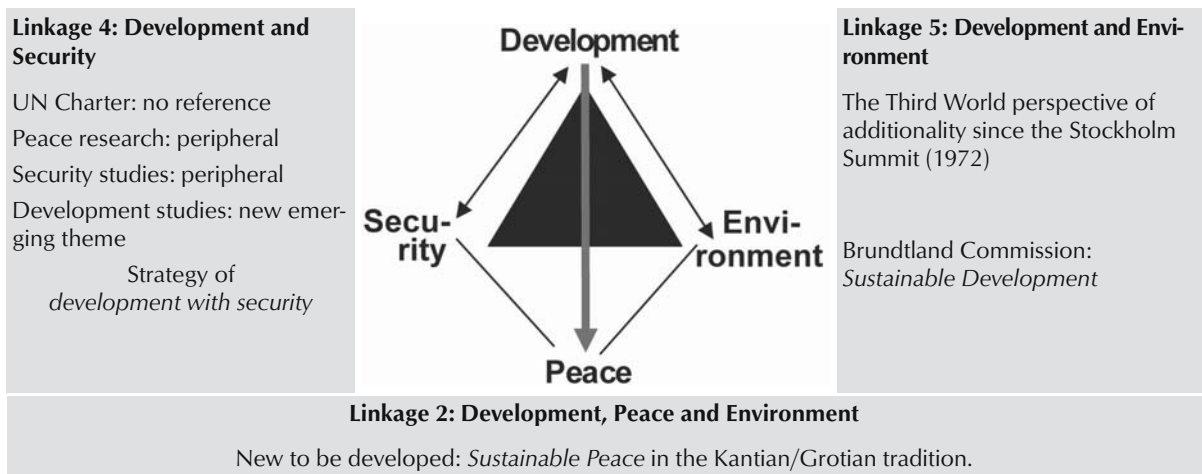 Linkage 4: Development and
Security
UN Charter: no reference
Peace research: peripheral
Security studies: peripheral
Development studies: new emer-
ging theme
Strategy of
development with security
Development
Secu-
rity
Envi-
ronment
Peace
Linkage 5: Development and Envi-
ronment
The Third World perspective of
additionality since the Stockholm
Summit (1972)
Brundtland Commission:
Sustainable Development
Linkage 2: Development, Peace and Environment
New to be developed: Sustainable Peace in the Kantian/Grotian tradition.